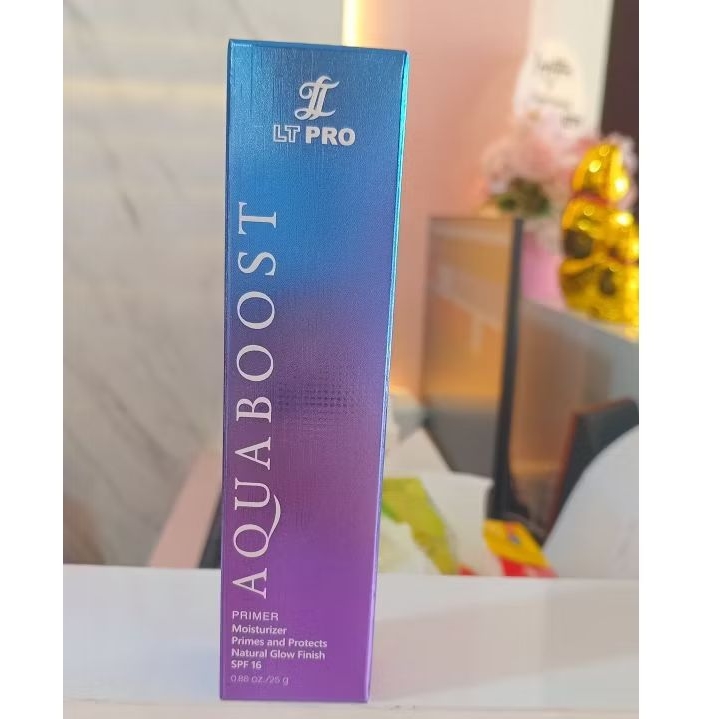 LT PRO
AQUABOOST
PRIMER
Moisturizer
Primes and Protects
Natural Glow Finish
SPF 16
0.88 oz./25 g